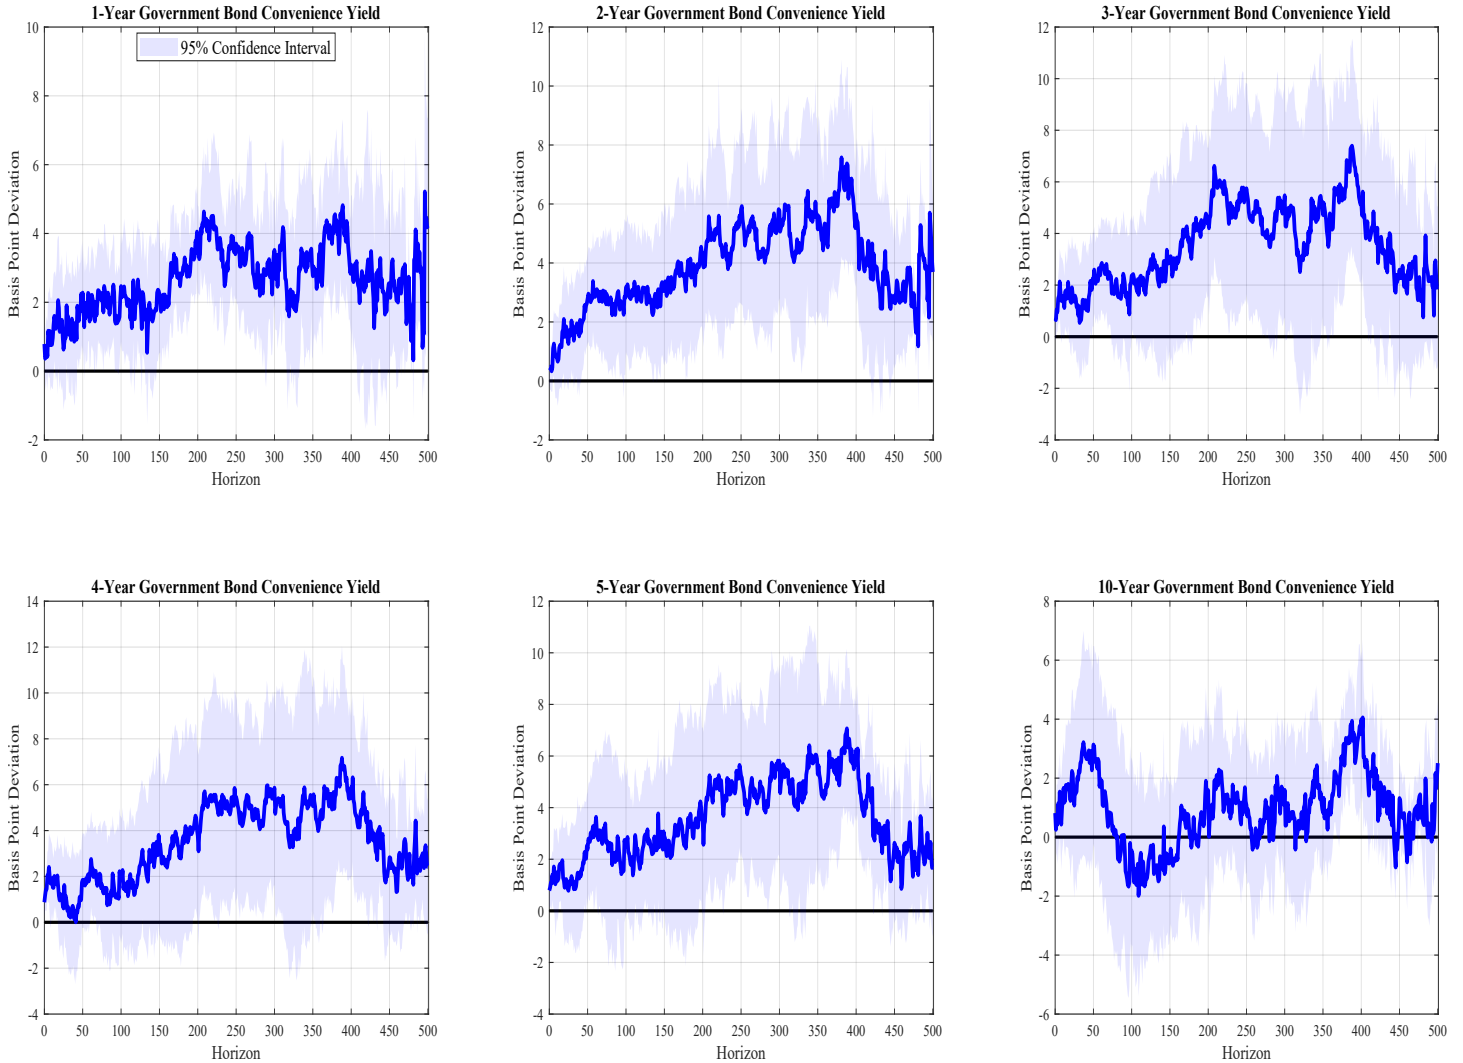 1-Year Government Bond Convenience Yield
10
8
6
4
2
0
-2
Basis Point Deviation
95% Confidence Interval
0 50 100 150 200 250 300 350 400 450 500
Horizon
2-Year Government Bond Convenience Yield
12
10
8
6
4
2
0
-2
Basis Point Deviation
0 50 100 150 200 250 300 350 400 450 500
Horizon
3-Year Government Bond Convenience Yield
12
10
8
6
4
2
0
-2
-4
Basis Point Deviation
0 50 100 150 200 250 300 350 400 450 500
Horizon
4-Year Government Bond Convenience Yield
14
12
10
8
6
4
2
0
-2
-4
Basis Point Deviation
0 50 100 150 200 250 300 350 400 450 500
Horizon
5-Year Government Bond Convenience Yield
12
10
8
6
4
2
0
-2
-4
Basis Point Deviation
0 50 100 150 200 250 300 350 400 450 500
Horizon
10-Year Government Bond Convenience Yield
8
6
4
2
0
-2
-4
-6
Basis Point Deviation
0 50 100 150 200 250 300 350 400 450 500
Horizon